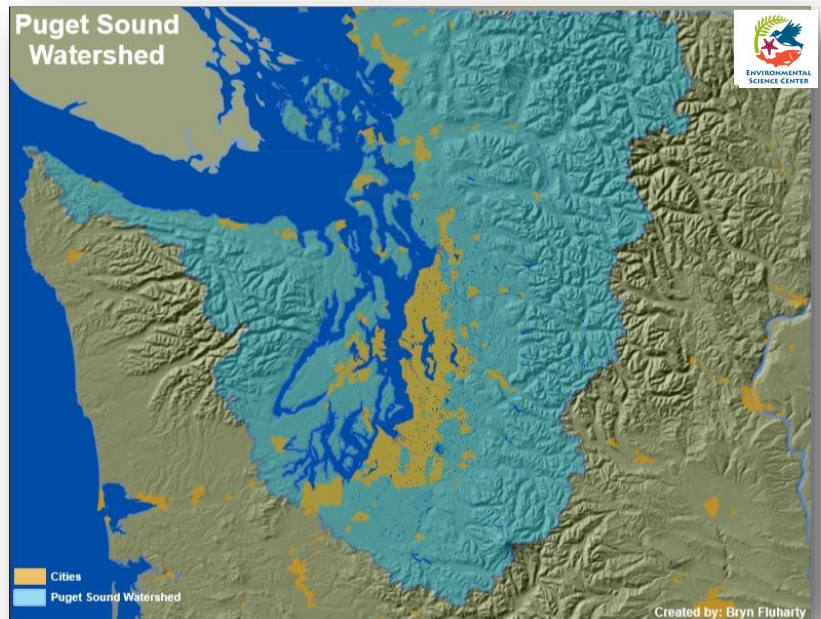 Puget Sound
Watershed
ENVIRONMENTAL
SCIENCE CENTER
Cities
Puget Sound Watershed
Created by: Bryn Fluharty